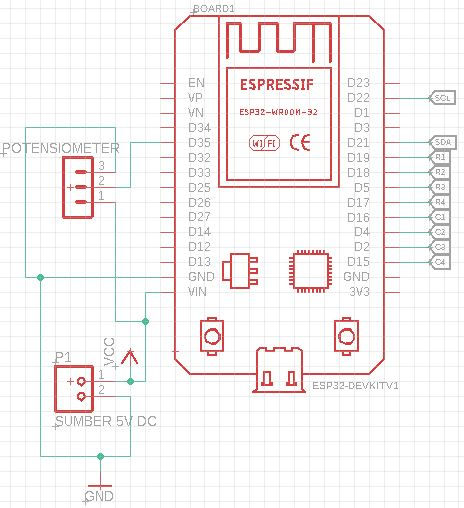 BOARD1
ESPRESSIF
ESP32-WROOM-32
WiFi CE
EN
VP
VN
D34
D35
D32
D33
D25
D26
D27
D14
D12
D13
GND
VIN
D23
D22
D1
D3
D21
D19
D18
D5
D17
D16
D4
D2
D15
GND
3V3
SCL
SDA
R1
R2
R3
R4
C1
C2
C3
C4
POTENSIOMETER
3
2
1
P1
VCC
1
2
SUMBER 5V DC
GND
ESP32-DEVKITV1